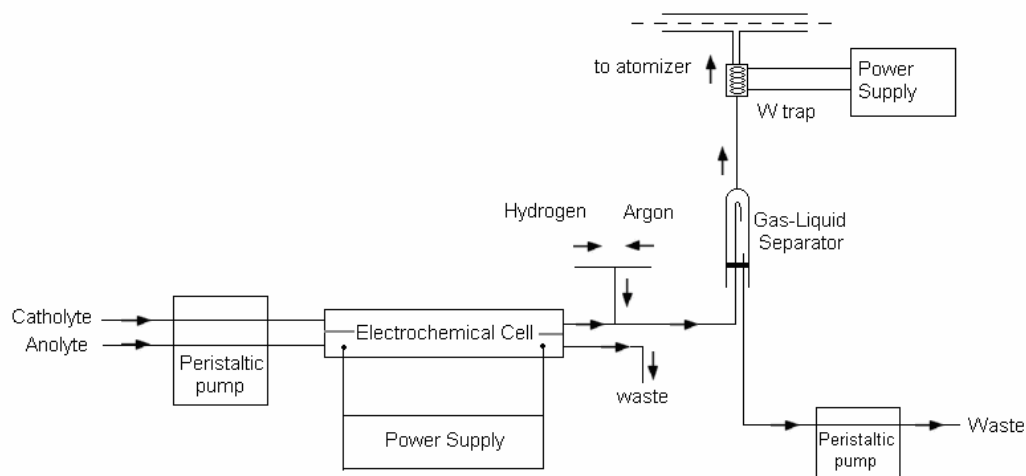 to atomizer
Power
Supply
W trap
Hydrogen
Argon
Gas-Liquid
Separator
Catholyte
Anolyte
Electrochemical Cell
Peristaltic
pump
waste
Power Supply
Waste
Peristaltic
pump